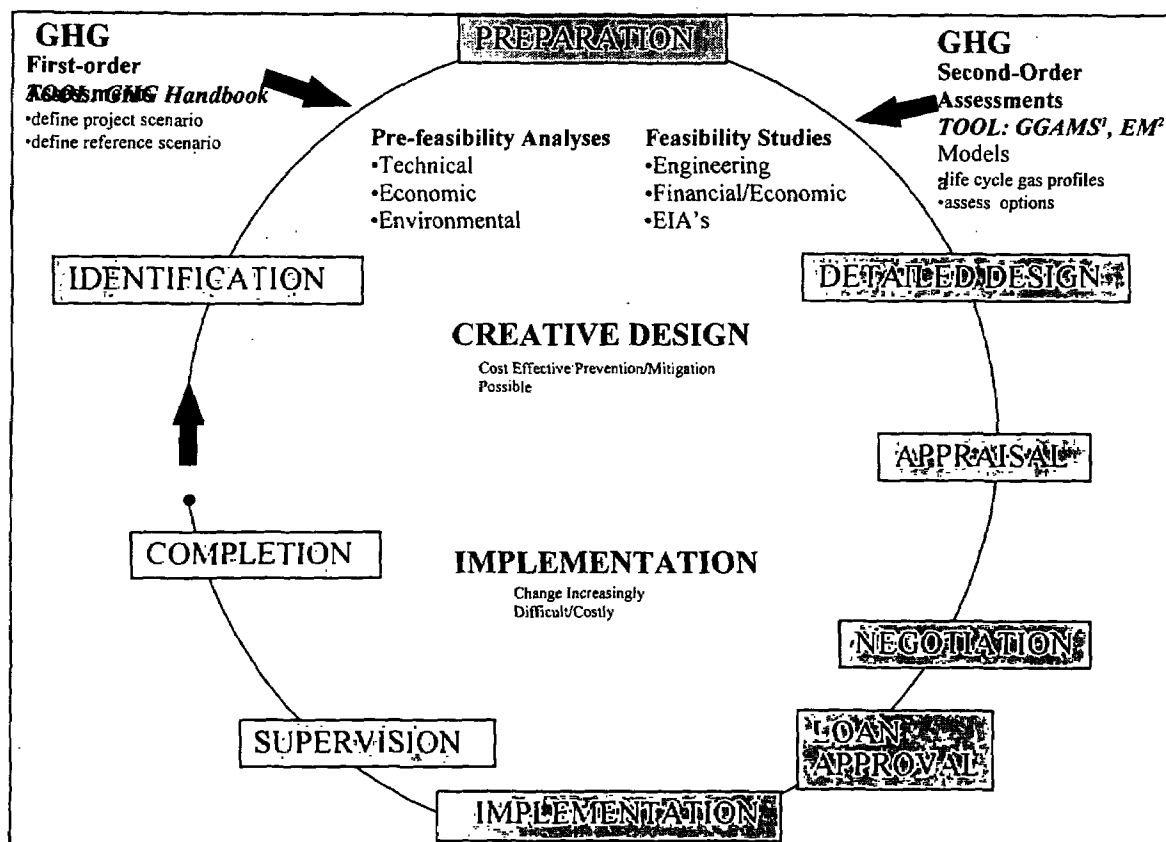 PREPARATION
GHG
First-order
Assessments
TOOL: GHG Handbook
•define project scenario
•define reference scenario
GHG
Second-Order
Assessments
TOOL: GGAMS¹, EM²
Models
life cycle gas profiles
•assess options
Pre-feasibility Analyses
•Technical
•Economic
•Environmental
Feasibility Studies
•Engineering
•Financial/Economic
•EIA's
IDENTIFICATION
DETAILED DESIGN
CREATIVE DESIGN
Cost Effective Prevention/Mitigation
Possible
APPRAISAL
COMPLETION
IMPLEMENTATION
Change Increasingly
Difficult/Costly
NEGOTIATION
SUPERVISION
LOAN
APPROVAL
IMPLEMENTATION